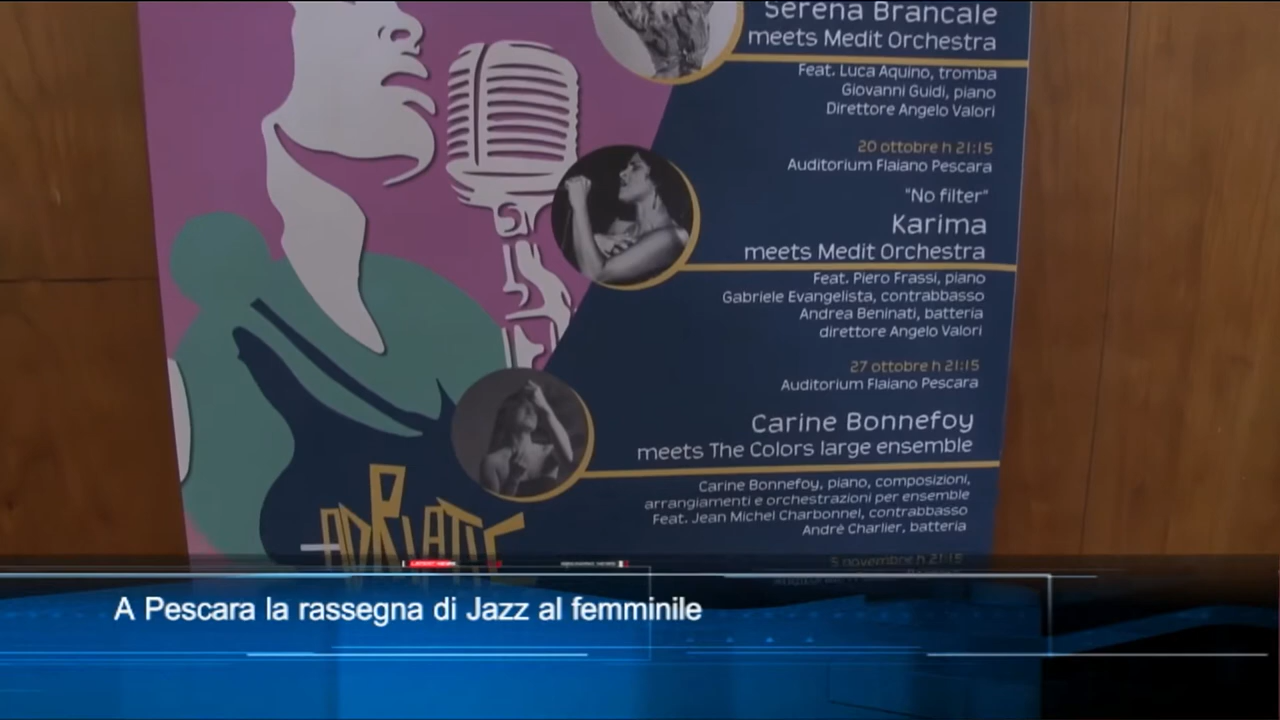 Serena Brancale
meets Medit Orchestra
Feat. Luca Aquino, tromba
Giovanni Guidi, piano
Direttore Angelo Valori
20 ottobre h 21:15
Auditorium Flaiano Pescara
"No filter"
Karima
meets Medit Orchestra
Feat. Piero Frassi, piano
Gabriele Evangelista, contrabbasso
Andrea Beninati, batteria
direttore Angelo Valori
27 ottobre h 21:15
Auditorium Flaiano Pescara
Carine Bonnefoy
meets The Colors large ensemble
Carine Bonnefoy, piano, composizioni,
arrangiamenti e orchestrazioni per ensemble
Feat. Jean Michel Charbonnel, contrabbasso
Andrè Charlier, batteria
5 novembre h 21:15
ADRIATIC
A Pescara la rassegna di Jazz al femminile